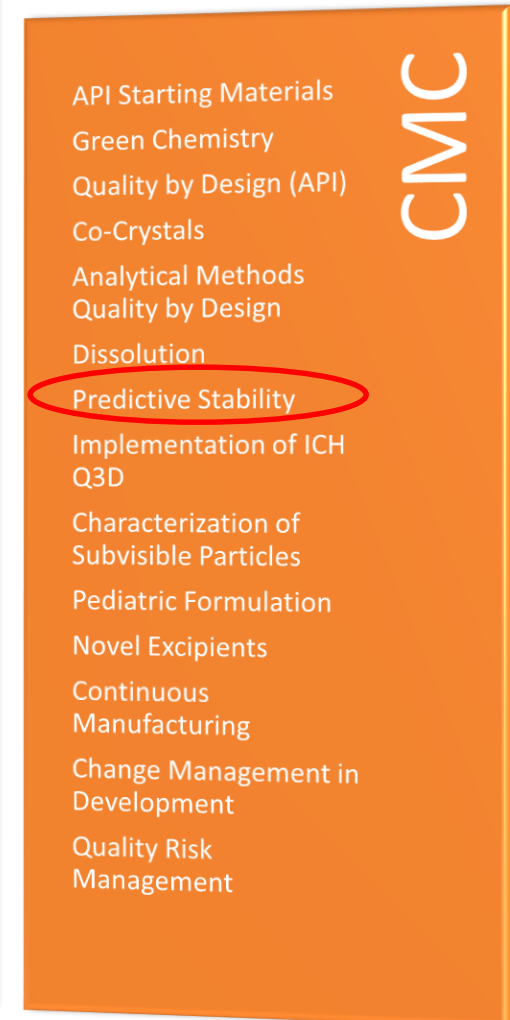 CMC
API Starting Materials
Green Chemistry
Quality by Design (API)
Co-Crystals
Analytical Methods
Quality by Design
Dissolution
Predictive Stability
Implementation of ICH
Q3D
Characterization of
Subvisible Particles
Pediatric Formulation
Novel Excipients
Continuous
Manufacturing
Change Management in
Development
Quality Risk
Management